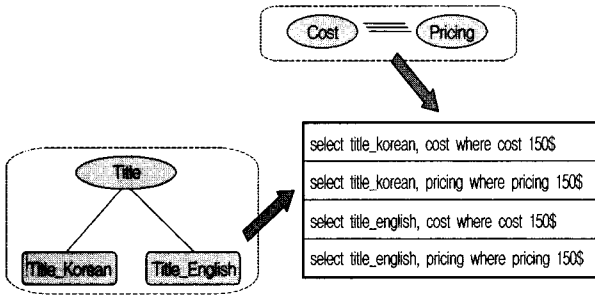 Cost Pricing
select title_korean, cost where cost 150$
select title_korean, pricing where pricing 150$
select title_english, cost where cost 150$
select title_english, pricing where pricing 150$
Title
Title_Korean Title_English